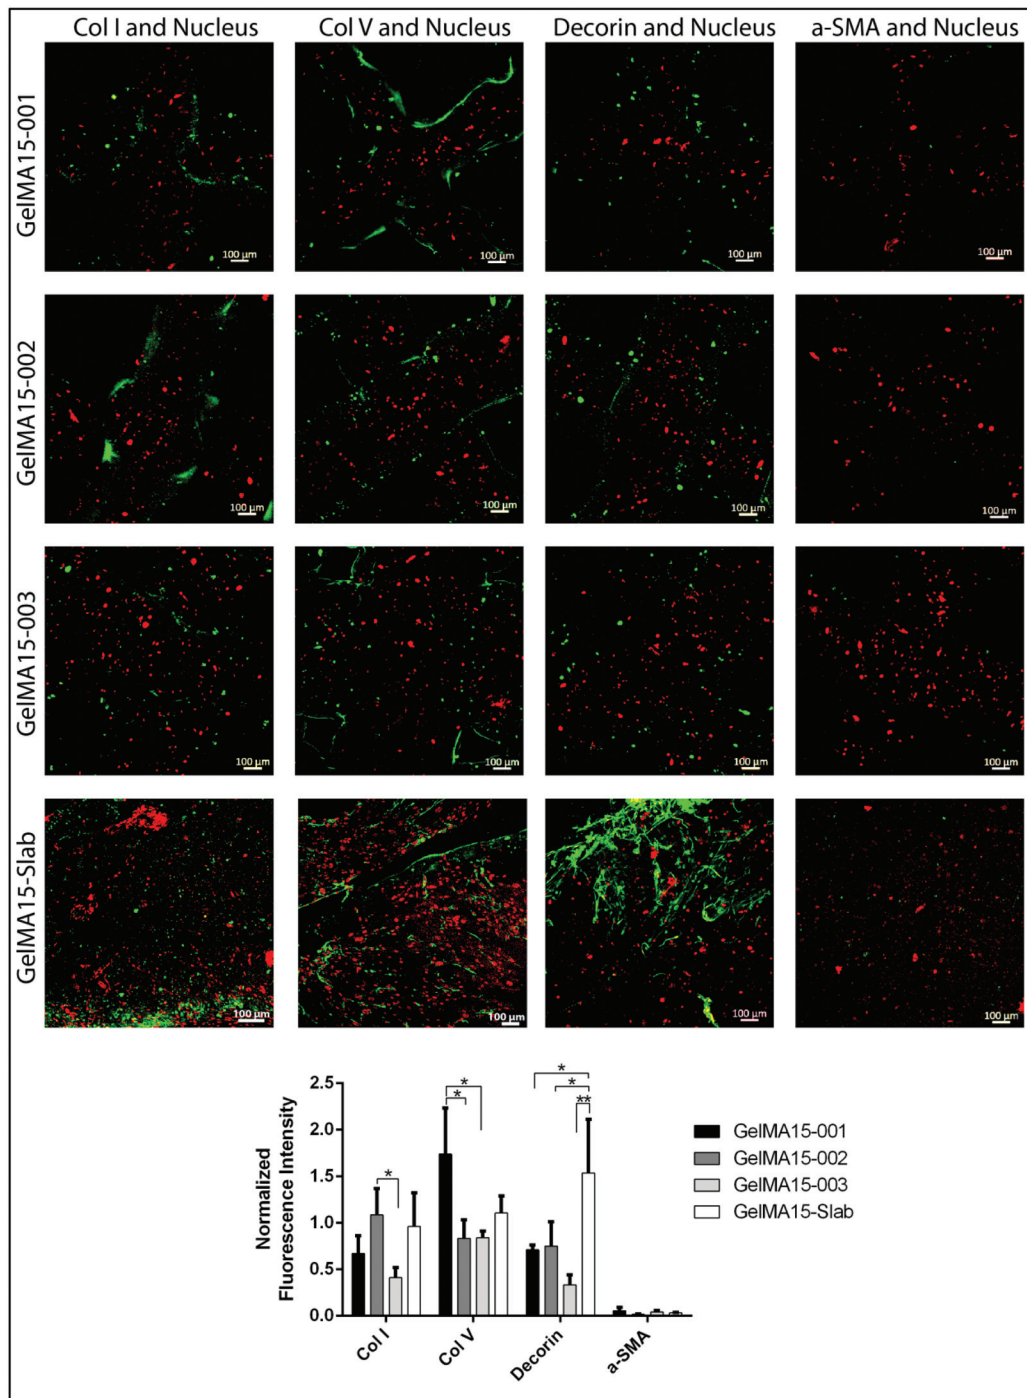 Col I and Nucleus Col V and Nucleus Decorin and Nucleus a-SMA and Nucleus
GelMA15-001
100 µm 100 µm 100 µm 100 µm
GelMA15-002
100 µm 100 µm 100 µm 100 µm
GelMA15-003
100 µm 100 µm 100 µm 100 µm
GelMA15-Slab
100 µm 100 µm 100 µm 100 µm
Normalized
Fluorescence Intensity
2.5
2.0
1.5
1.0
0.5
0.0
*
*
*
*
*
**
Col I Col V Decorin a-SMA
GelMA15-001
GelMA15-002
GelMA15-003
GelMA15-Slab